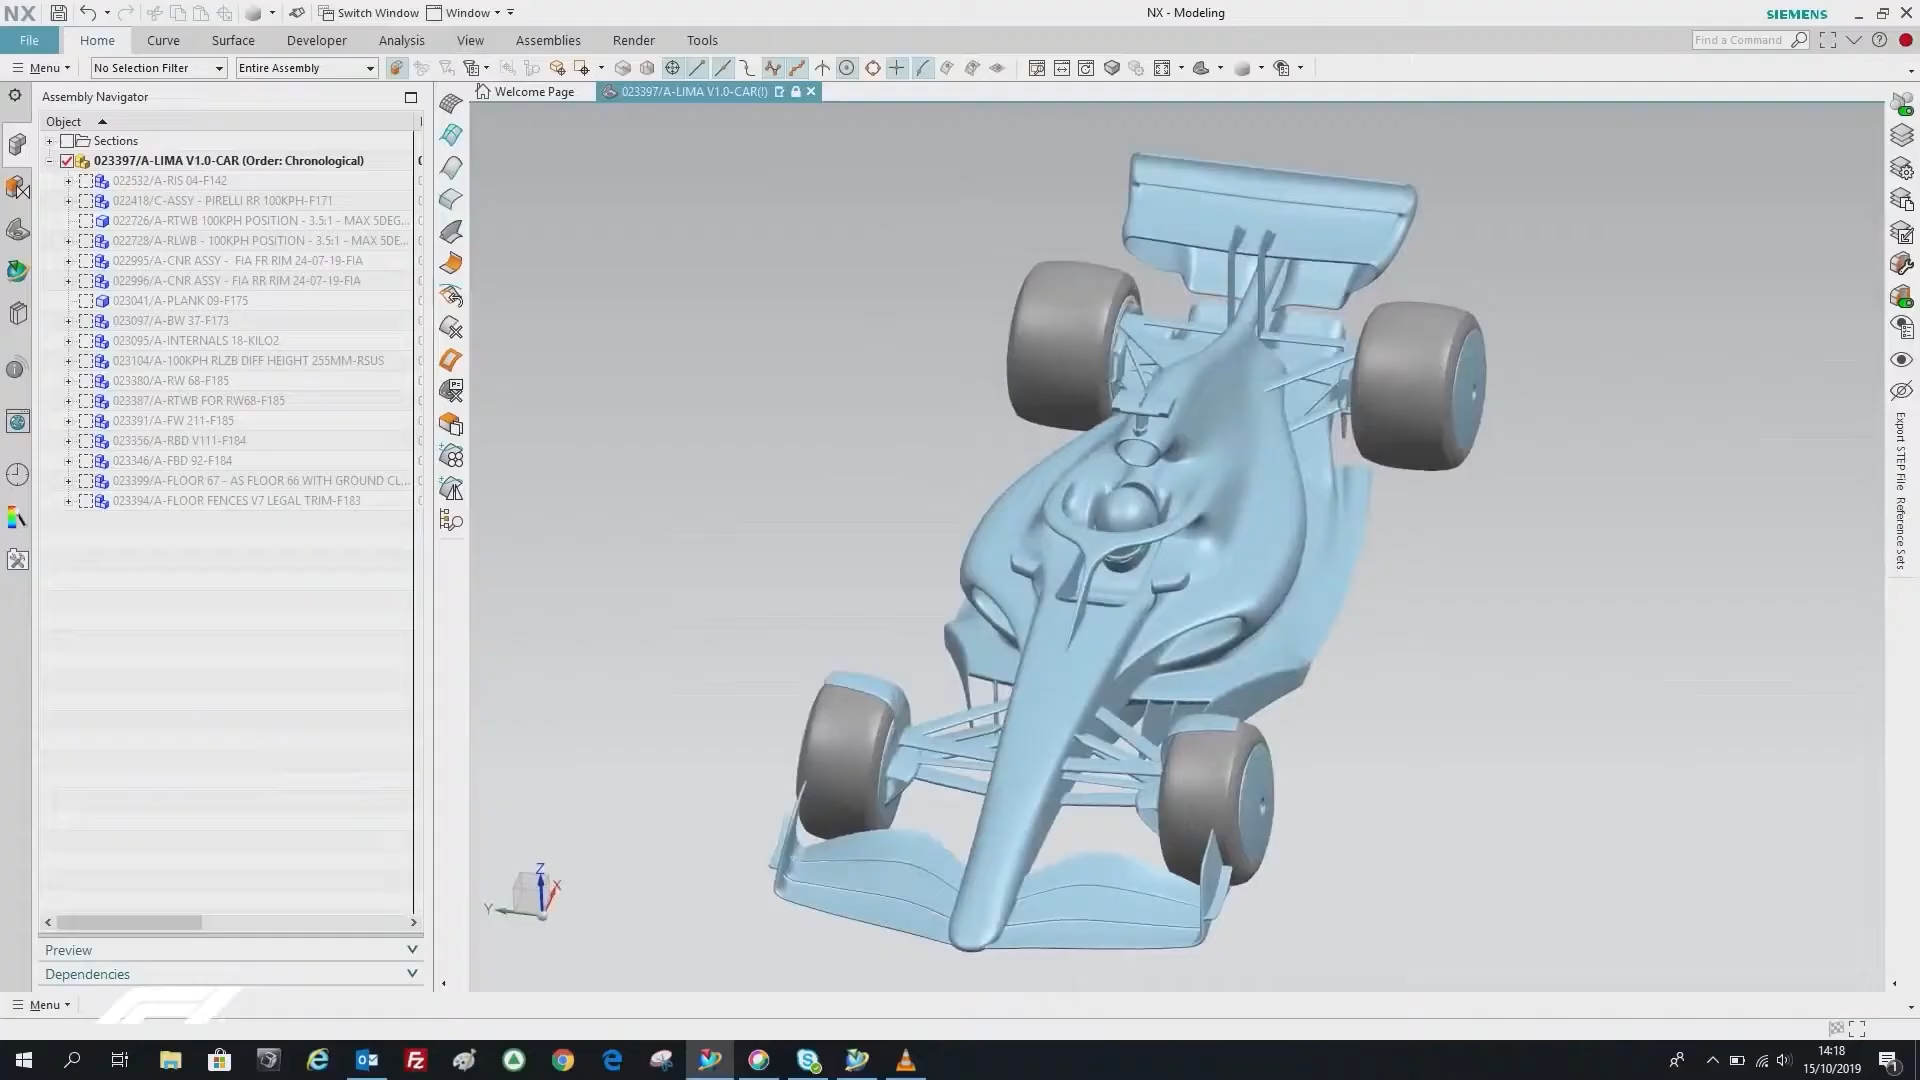 NX
Switch Window
Window
NX - Modeling
SIEMENS
File
Home
Curve
Surface
Developer
Analysis
View
Assemblies
Render
Tools
Find a Command
Menu
No Selection Filter
Entire Assembly
Assembly Navigator
Welcome Page
023397/A-LIMA V1.0-CAR(!)
Object
Sections
023397/A-LIMA V1.0-CAR (Order: Chronological)
022532/A-RIS 04-F142
022418/C-ASSY - PIRELLI RR 100KPH-F171
022726/A-RTWB 100KPH POSITION - 3.5:1 - MAX 5DEG...
022728/A-RLWB - 100KPH POSITION - 3.5:1 - MAX 5DE...
022995/A-CNR ASSY - FIA FR RIM 24-07-19-FIA
022996/A-CNR ASSY - FIA RR RIM 24-07-19-FIA
023041/A-PLANK 09-F175
023097/A-BW 37-F173
023095/A-INTERNALS 18-KILO2
023104/A-100KPH RLZB DIFF HEIGHT 255MM-RSUS
023380/A-RW 68-F185
023387/A-RTWB FOR RW68-F185
023391/A-FW 211-F185
023356/A-RBD V111-F184
023346/A-FBD 92-F184
023399/A-FLOOR 67 - AS FLOOR 66 WITH GROUND CL...
023394/A-FLOOR FENCES V7 LEGAL TRIM-F183
Export STEP File
Reference Sets
Z
X
Y
Preview
Dependencies
Menu
14:18
15/10/2019
1